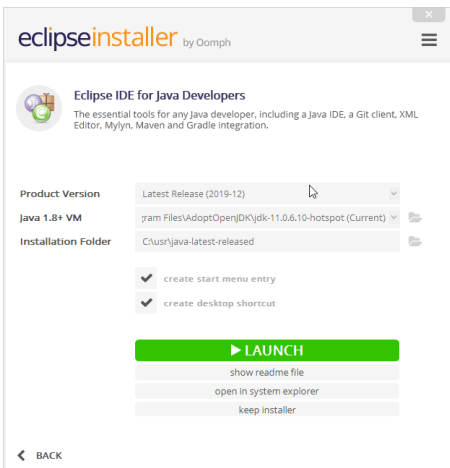 eclipseinstaller by Oomph
Eclipse IDE for Java Developers
The essential tools for any Java developer, including a Java IDE, a Git client, XML
Editor, Mylyn, Maven and Gradle integration.
Product Version Latest Release (2019-12)
Java 1.8+ VM gram Files\AdoptOpenJDK\jdk-11.0.6.10-hotspot (Current)
Installation Folder C:\usr\java-latest-released
create start menu entry
create desktop shortcut
LAUNCH
show readme file
open in system explorer
keep installer
BACK